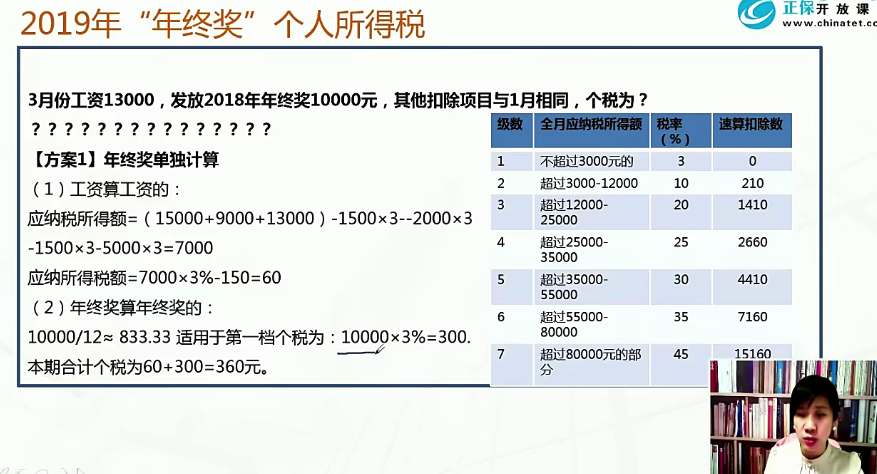 2019年“年终奖”个人所得税
正保开放课
www.chinatet.co
3月份工资13000，发放2018年年终奖10000元，其他扣除项目与1月相同，个税为？
？？？？？？？？？？？？？？？
【方案1】年终奖单独计算
（1）工资算工资的：
应纳税所得额=（15000+9000+13000）-1500×3--2000×3
-1500×3-5000×3=7000
应纳所得税额=7000×3%-150=60
（2）年终奖算年终奖的：
10000/12≈ 833.33 适用于第一档个税为：10000×3%=300.
本期合计个税为60+300=360元。
级数 全月应纳税所得额 税率（%） 速算扣除数
1 不超过3000元的 3 0
2 超过3000-12000 10 210
3 超过12000-25000 20 1410
4 超过25000-35000 25 2660
5 超过35000-55000 30 4410
6 超过55000-80000 35 7160
7 超过80000元的部分 45 15160